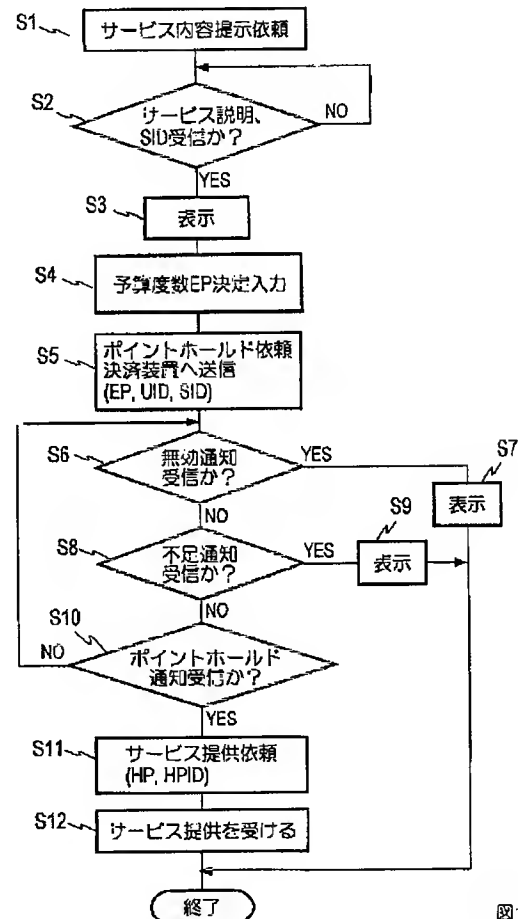 S1
サービス内容提示依頼
S2
サービス説明、
SID受信か?
NO
YES
S3
表示
S4
予算度数EP決定入力
S5
ポイントホールド依頼
決済装置へ送信
(EP, UID, SID)
S6
無効通知
受信か?
YES
S7
表示
NO
S8
不足通知
受信か?
YES
S9
表示
NO
S10
ポイントホールド
通知受信か?
NO
YES
S11
サービス提供依頼
(HP, HPID)
S12
サービス提供を受ける
終了
図